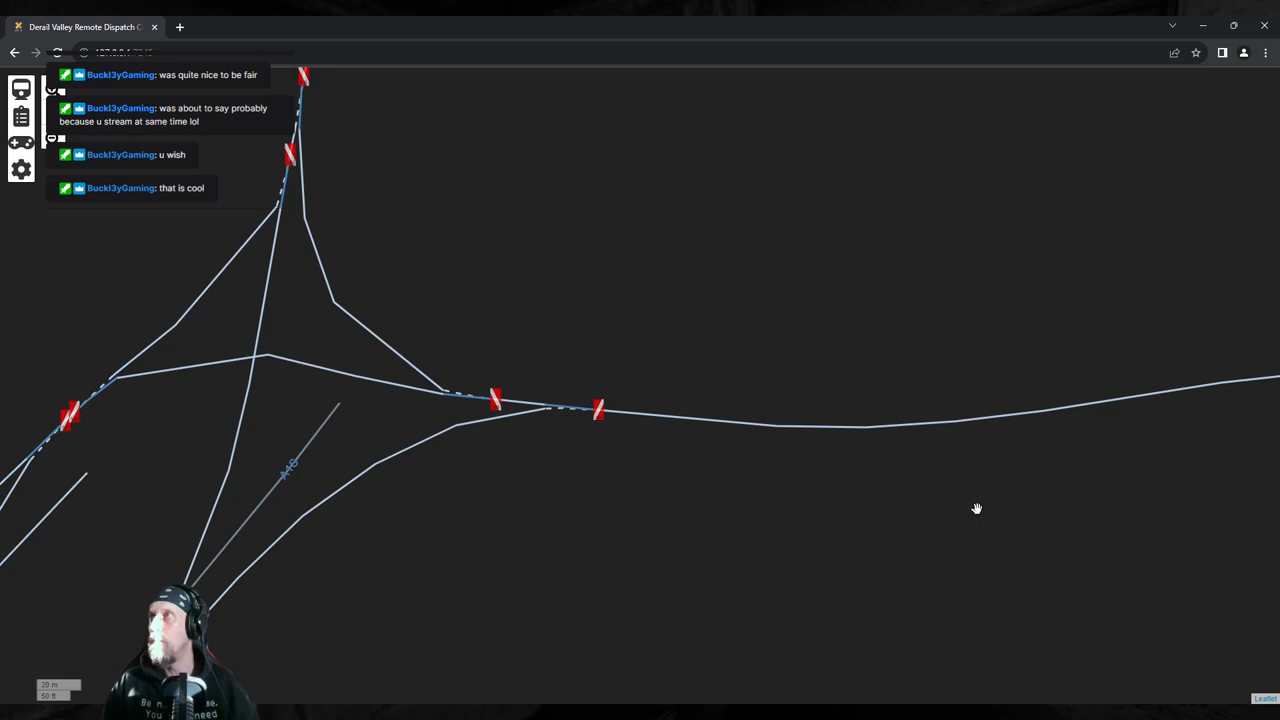 Derail Valley Remote Dispatch
Buckl3yGaming: was quite nice to be fair
Buckl3yGaming: was about to say probably
because u stream at same time lol
Buckl3yGaming: u wish
Buckl3yGaming: that is cool
20 m
50 ft
Leaflet